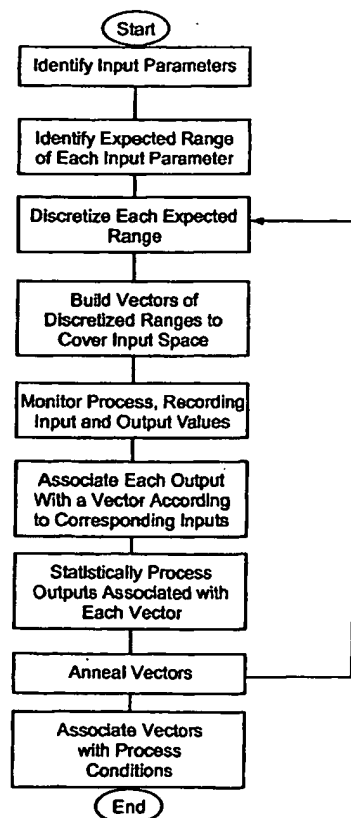 Start
Identify Input Parameters
Identify Expected Range
of Each Input Parameter
Discretize Each Expected
Range
Build Vectors of
Discretized Ranges to
Cover Input Space
Monitor Process, Recording
Input and Output Values
Associate Each Output
With a Vector According
to Corresponding Inputs
Statistically Process
Outputs Associated with
Each Vector
Anneal Vectors
Associate Vectors
with Process
Conditions
End